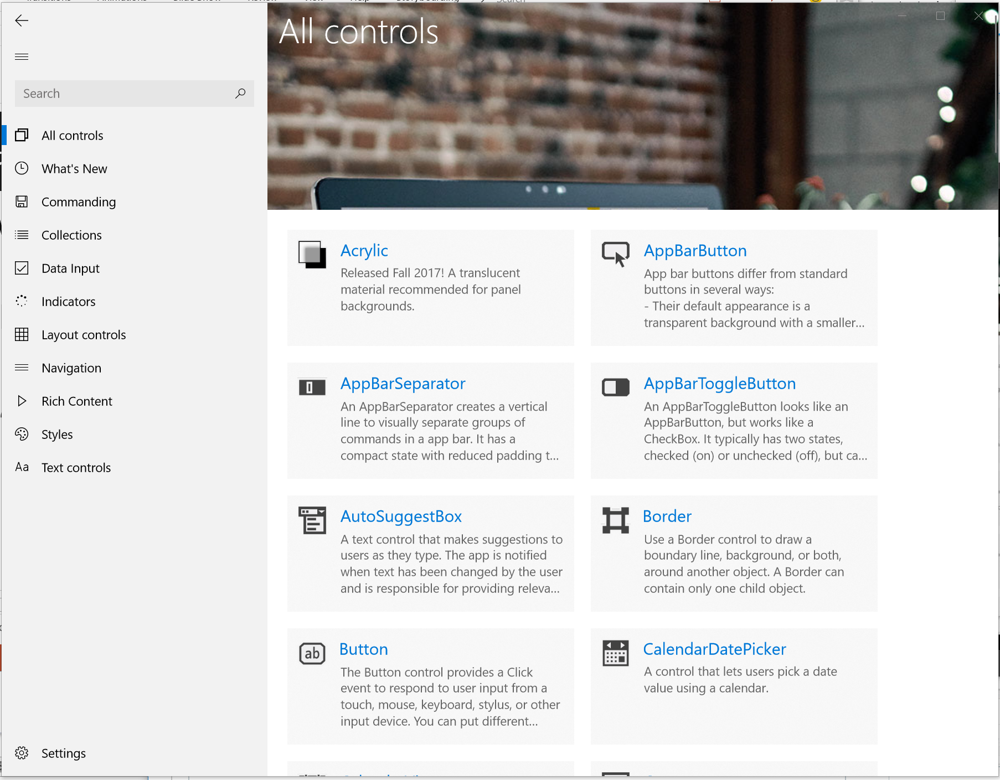 Search
All controls
What's New
Commanding
Collections
Data Input
Indicators
Layout controls
Navigation
Rich Content
Styles
Aa Text controls
Settings
All controls
Acrylic
Released Fall 2017! A translucent
material recommended for panel
backgrounds.
AppBarButton
App bar buttons differ from standard
buttons in several ways:
- Their default appearance is a
transparent background with a smaller...
AppBarSeparator
An AppBarSeparator creates a vertical
line to visually separate groups of
commands in a app bar. It has a
compact state with reduced padding t...
AppBarToggleButton
An AppBarToggleButton looks like an
AppBarButton, but works like a
CheckBox. It typically has two states,
checked (on) or unchecked (off), but ca...
AutoSuggestBox
A text control that makes suggestions to
users as they type. The app is notified
when text has been changed by the user
and is responsible for providing releva...
Border
Use a Border control to draw a
boundary line, background, or both,
around another object. A Border can
contain only one child object.
ab
Button
The Button control provides a Click
event to respond to user input from a
touch, mouse, keyboard, stylus, or other
input device. You can put different...
CalendarDatePicker
A control that lets users pick a date
value using a calendar.